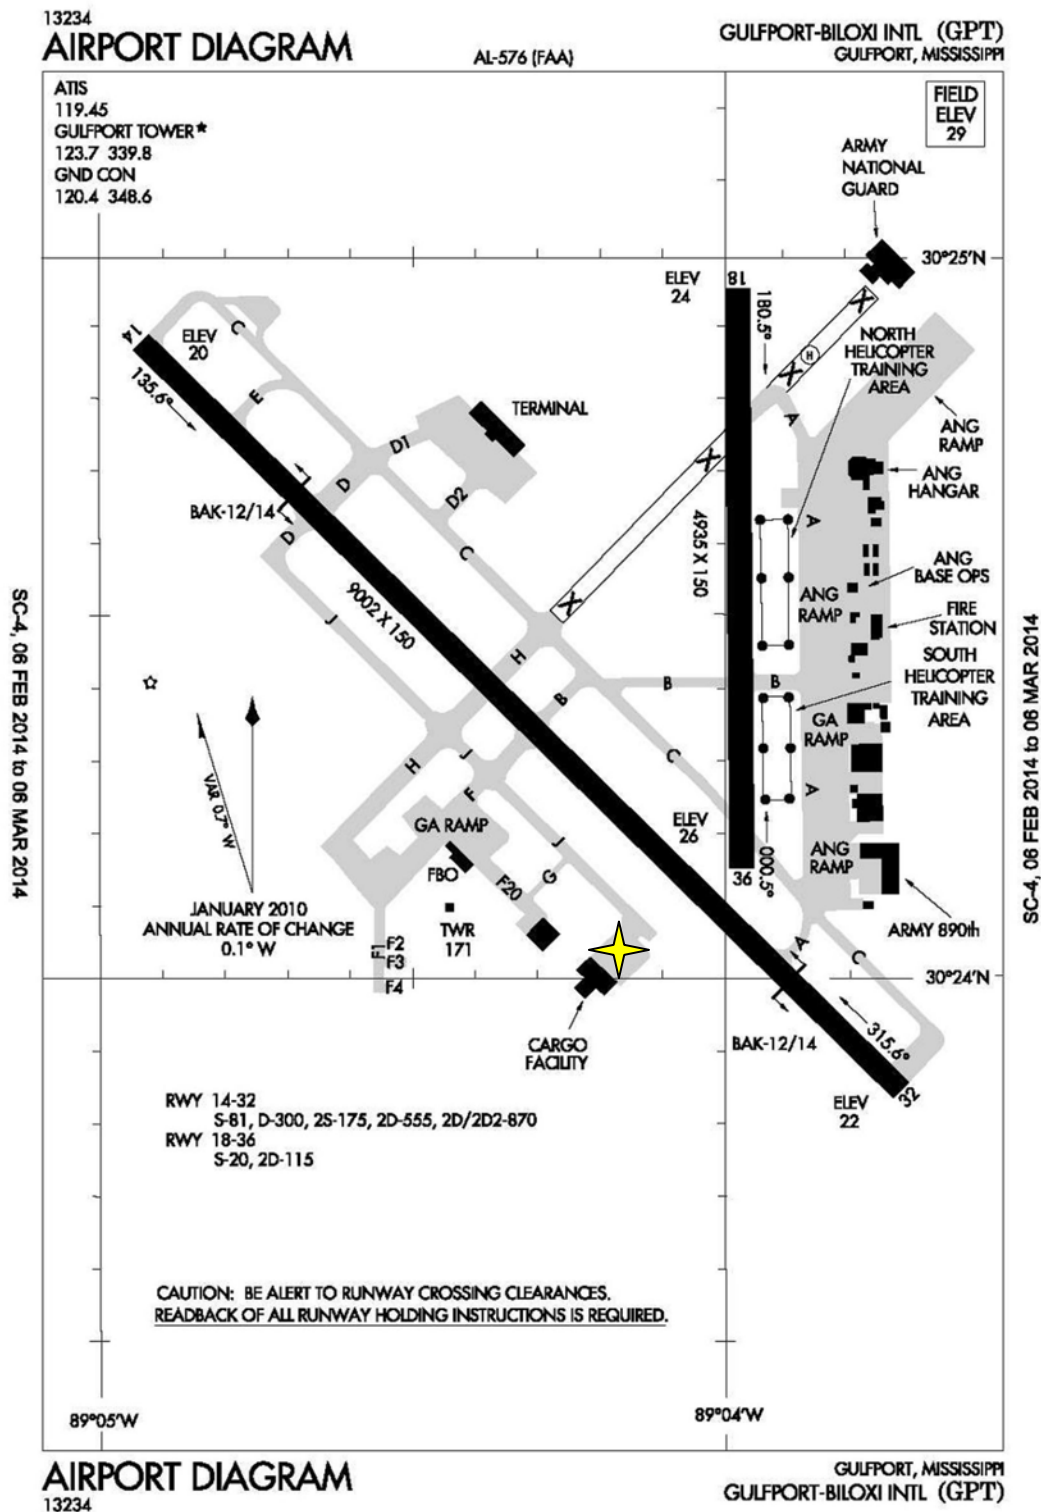 13234
AIRPORT DIAGRAM
AL-576 (FAA)
GULFPORT-BILOXI INTL (GPT)
GULFPORT, MISSISSIPPI
ATIS
119.45
GULFPORT TOWER★
123.7 339.8
GND CON
120.4 348.6
FIELD
ELEV
29
ARMY
NATIONAL
GUARD
30°25'N
ELEV
24
18
180.5°
X
H
X
NORTH
HELICOPTER
TRAINING
AREA
14
ELEV
20
C
135.6°
E
TERMINAL
D1
A
ANG
RAMP
X
ANG
HANGAR
D
D2
BAK-12/14
D
C
4935 X 150
A
ANG
BASE OPS
ANG
RAMP
9002 X 150
X
J
FIRE
STATION
H
SOUTH
HELICOPTER
TRAINING
AREA
B
B
B
GA
RAMP
J
H
C
F
A
VAR 0.7° W
GA RAMP
ELEV
26
000.5°
J
ANG
RAMP
FBO
F20
G
36
JANUARY 2010
ANNUAL RATE OF CHANGE
0.1° W
TWR
171
ARMY 890th
F1
F2
F3
F4
A
C
30°24'N
CARGO
FACILITY
BAK-12/14
315.6°
32
ELEV
22
RWY 14-32
S-81, D-300, 2S-175, 2D-555, 2D/2D2-870
RWY 18-36
S-20, 2D-115
CAUTION: BE ALERT TO RUNWAY CROSSING CLEARANCES.
READBACK OF ALL RUNWAY HOLDING INSTRUCTIONS IS REQUIRED.
89°05'W
89°04'W
SC-4, 06 FEB 2014 to 06 MAR 2014
SC-4, 06 FEB 2014 to 06 MAR 2014
AIRPORT DIAGRAM
13234
GULFPORT, MISSISSIPPI
GULFPORT-BILOXI INTL (GPT)